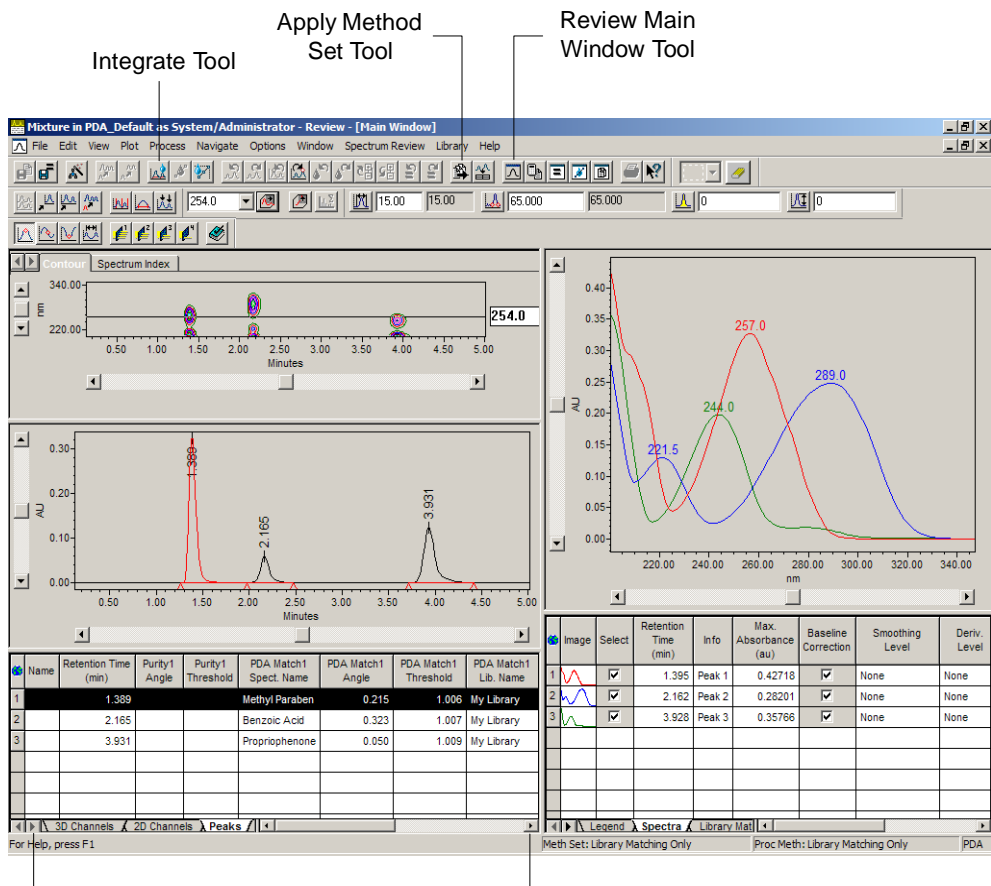 Apply Method
Set Tool
Review Main
Window Tool
Integrate Tool
Mixture in PDA_Default as System/Administrator - Review - [Main Window]
File Edit View Plot Process Navigate Options Window Spectrum Review Library Help
254.0 15.00 15.00 65.000 65.000 0 0
1 2 3
Contour Spectrum Index
340.00
nm
220.00
254.0
0.50 1.00 1.50 2.00 2.50 3.00 3.50 4.00 4.50 5.00
Minutes
0.30
0.20
AU
0.10
0.00
1.389
2.165
3.931
0.50 1.00 1.50 2.00 2.50 3.00 3.50 4.00 4.50 5.00
Minutes
0.40
0.35
0.30
0.25
AU
0.20
0.15
0.10
0.05
0.00
257.0
289.0
244.0
221.5
220.00 240.00 260.00 280.00 300.00 320.00 340.00
nm
Name Retention Time (min) Purity1 Angle Purity1 Threshold PDA Match1 Spect. Name PDA Match1 Angle PDA Match1 Threshold PDA Match1 Lib. Name
1 1.389 Methyl Paraben 0.215 1.006 My Library
2 2.165 Benzoic Acid 0.323 1.007 My Library
3 3.931 Propriophenone 0.050 1.009 My Library
3D Channels 2D Channels Peaks
Image Select Retention Time (min) Info Max. Absorbance (au) Baseline Correction Smoothing Level Deriv. Level
1 1.395 Peak 1 0.42718 None None
2 2.162 Peak 2 0.28201 None None
3 3.928 Peak 3 0.35766 None None
Legend Spectra Library Mat
For Help, press F1 Meth Set: Library Matching Only Proc Meth: Library Matching Only PDA